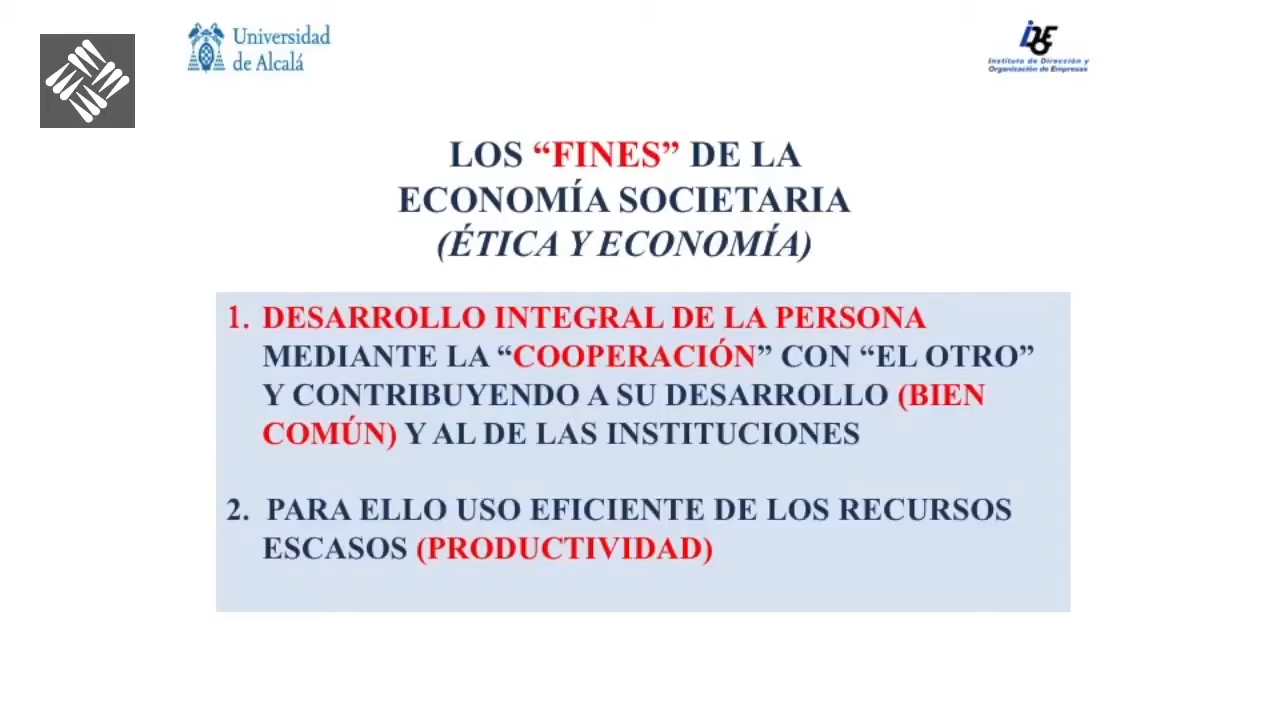 Universidad
de Alcalá
IDOE
Instituto de Dirección y
Organización de Empresas
LOS “FINES” DE LA
ECONOMÍA SOCIETARIA
(ÉTICA Y ECONOMÍA)
1. DESARROLLO INTEGRAL DE LA PERSONA
MEDIANTE LA “COOPERACIÓN” CON “EL OTRO”
Y CONTRIBUYENDO A SU DESARROLLO (BIEN
COMÚN) Y AL DE LAS INSTITUCIONES
2. PARA ELLO USO EFICIENTE DE LOS RECURSOS
ESCASOS (PRODUCTIVIDAD)